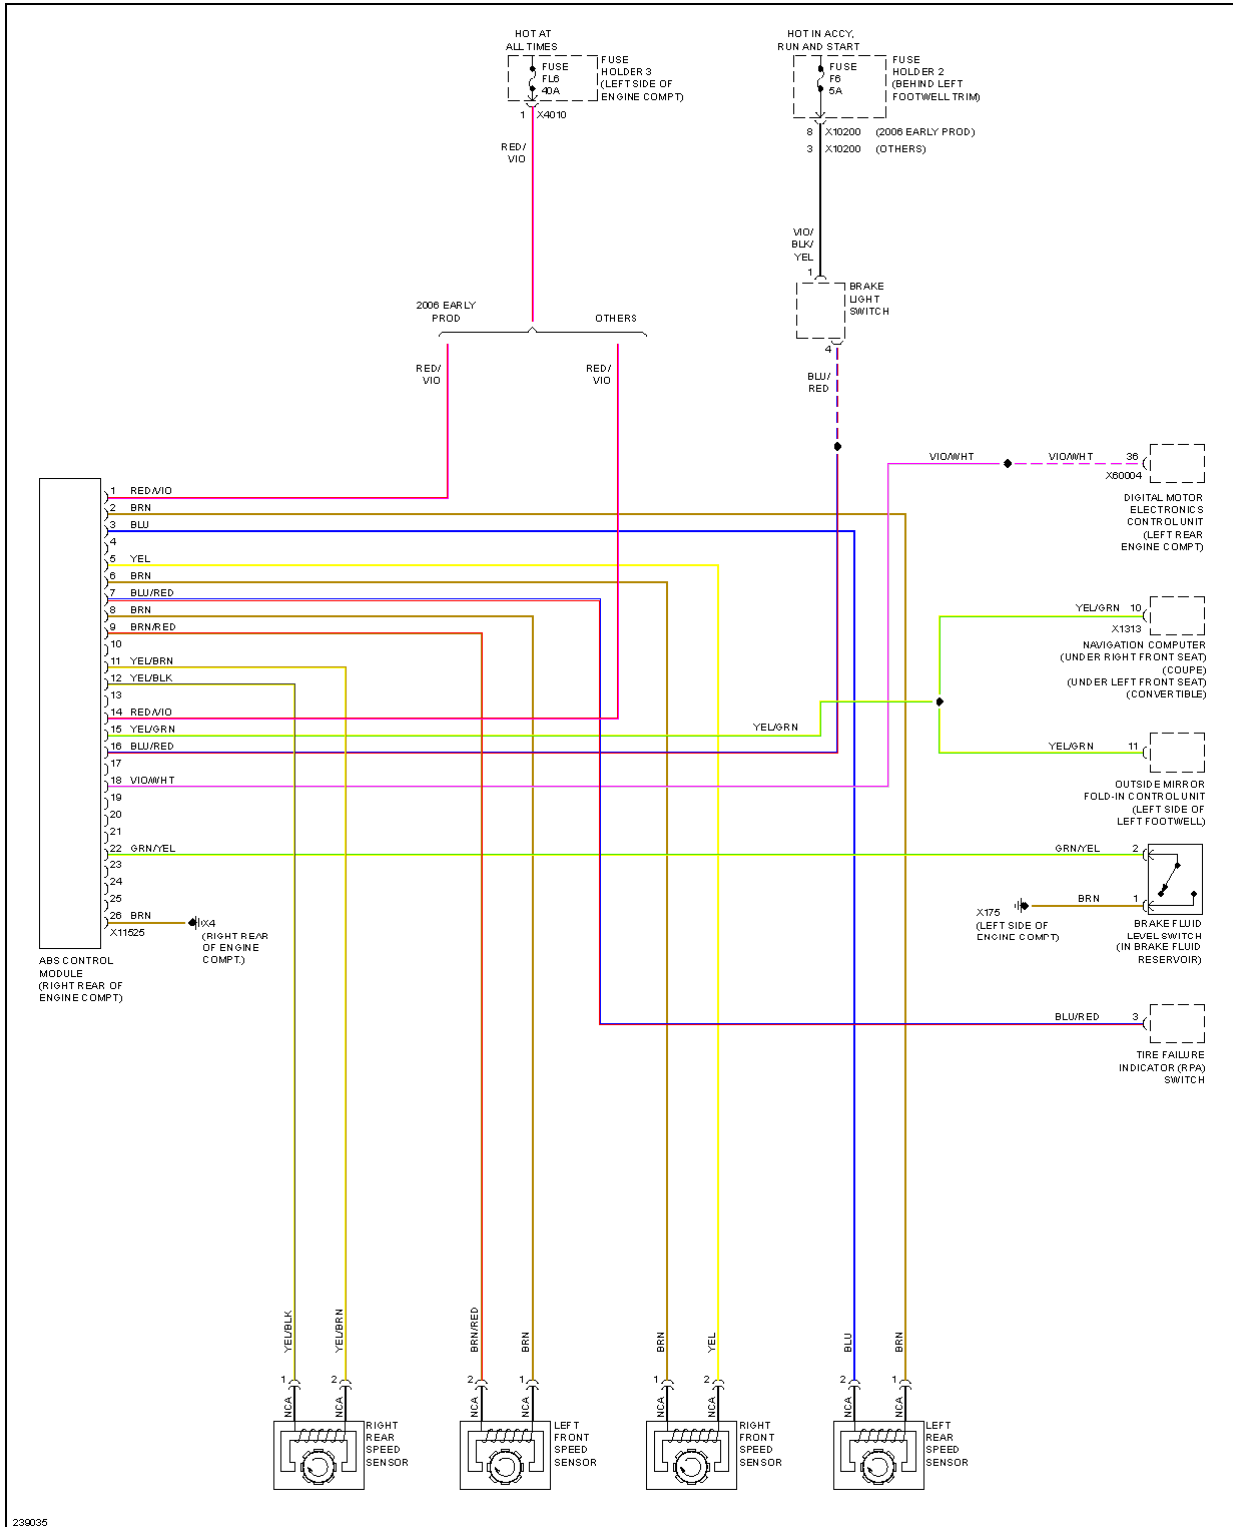 HOT AT
ALL TIMES
FUSE
FL6
40A
FUSE
HOLDER 3
(LEFT SIDE OF
ENGINE COMPT)
1 X4010
RED/
VIO
HOT IN ACCY,
RUN AND START
FUSE
F6
5A
FUSE
HOLDER 2
(BEHIND LEFT
FOOTWELL TRIM)
8 X10200 (2006 EARLY PROD)
3 X10200 (OTHERS)
VIO/
BLK/
YEL
1
BRAKE
LIGHT
SWITCH
4
BLU/
RED
2006 EARLY
PROD
OTHERS
RED/
VIO
RED/
VIO
VIO/WHT
VIO/WHT
36
X60004
DIGITAL MOTOR
ELECTRONICS
CONTROL UNIT
(LEFT REAR
ENGINE COMPT)
1 RED/VIO
2 BRN
3 BLU
4
5 YEL
6 BRN
7 BLU/RED
8 BRN
9 BRN/RED
10
11 YEL/BRN
12 YEL/BLK
13
14 RED/VIO
15 YEL/GRN
16 BLU/RED
17
18 VIO/WHT
19
20
21
22 GRN/YEL
23
24
25
26 BRN
X11525
ABS CONTROL
MODULE
(RIGHT REAR OF
ENGINE COMPT)
X4
(RIGHT REAR
OF ENGINE
COMPT.)
YEL/GRN
YEL/GRN 10
X1313
NAVIGATION COMPUTER
(UNDER RIGHT FRONT SEAT)
(COUPE)
(UNDER LEFT FRONT SEAT)
(CONVERTIBLE)
YEL/GRN 11
OUTSIDE MIRROR
FOLD-IN CONTROL UNIT
(LEFT SIDE OF
LEFT FOOTWELL)
GRN/YEL 2
BRN 1
X175
(LEFT SIDE OF
ENGINE COMPT)
BRAKE FLUID
LEVEL SWITCH
(IN BRAKE FLUID
RESERVOIR)
BLU/RED 3
TIRE FAILURE
INDICATOR (RPA)
SWITCH
YEL/BLK
YEL/BRN
BRN/RED
BRN
BRN
YEL
BLU
BRN
1
2
2
1
1
2
2
1
NCA
NCA
NCA
NCA
NCA
NCA
NCA
NCA
RIGHT
REAR
SPEED
SENSOR
LEFT
FRONT
SPEED
SENSOR
RIGHT
FRONT
SPEED
SENSOR
LEFT
REAR
SPEED
SENSOR
239035